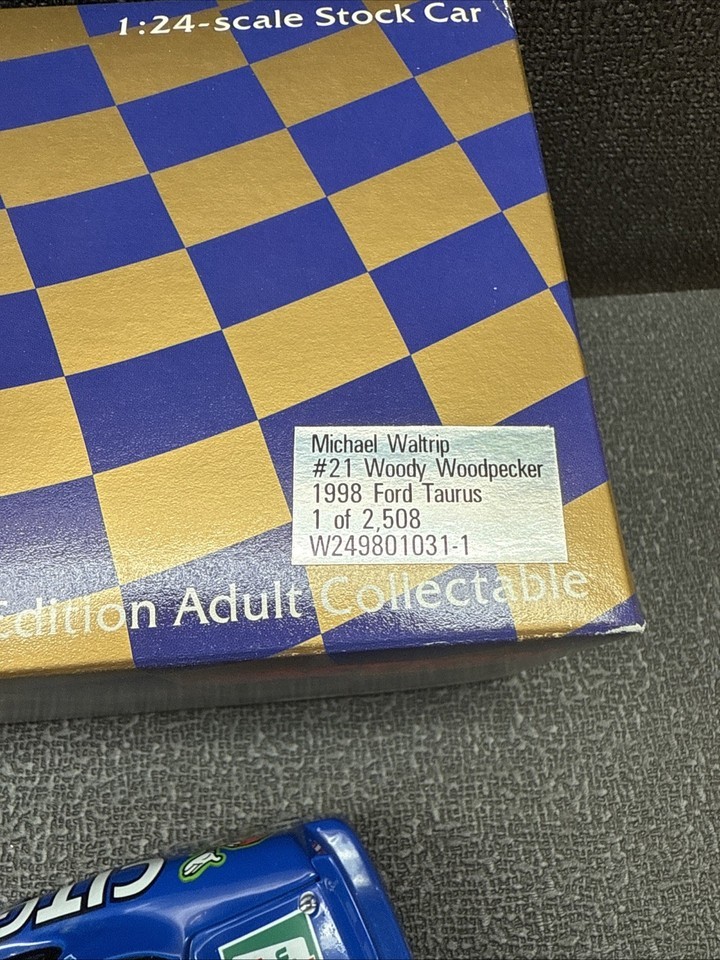 1:24-scale Stock Car
Michael Waltrip
#21 Woody Woodpecker
1998 Ford Taurus
1 of 2,508
W249801031-1
Edition Adult Collectable